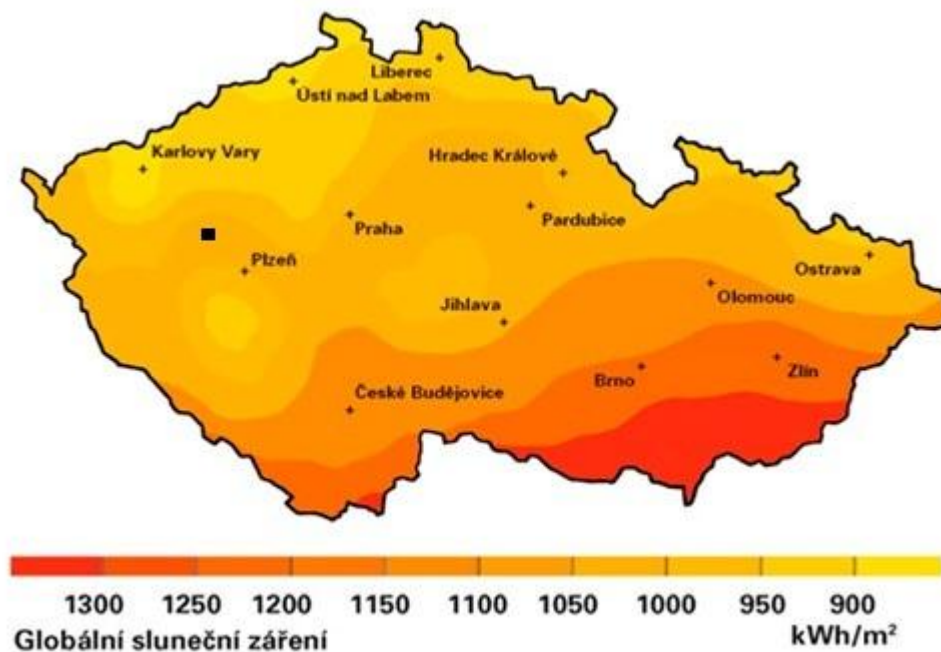 Liberec
Ústí nad Labem
Karlovy Vary
Hradec Králové
Praha
Pardubice
Plzeň
Ostrava
Olomouc
Jihlava
Brno
Zlín
České Budějovice
1300 1250 1200 1150 1100 1050 1000 950 900
Globální sluneční záření kWh/m²